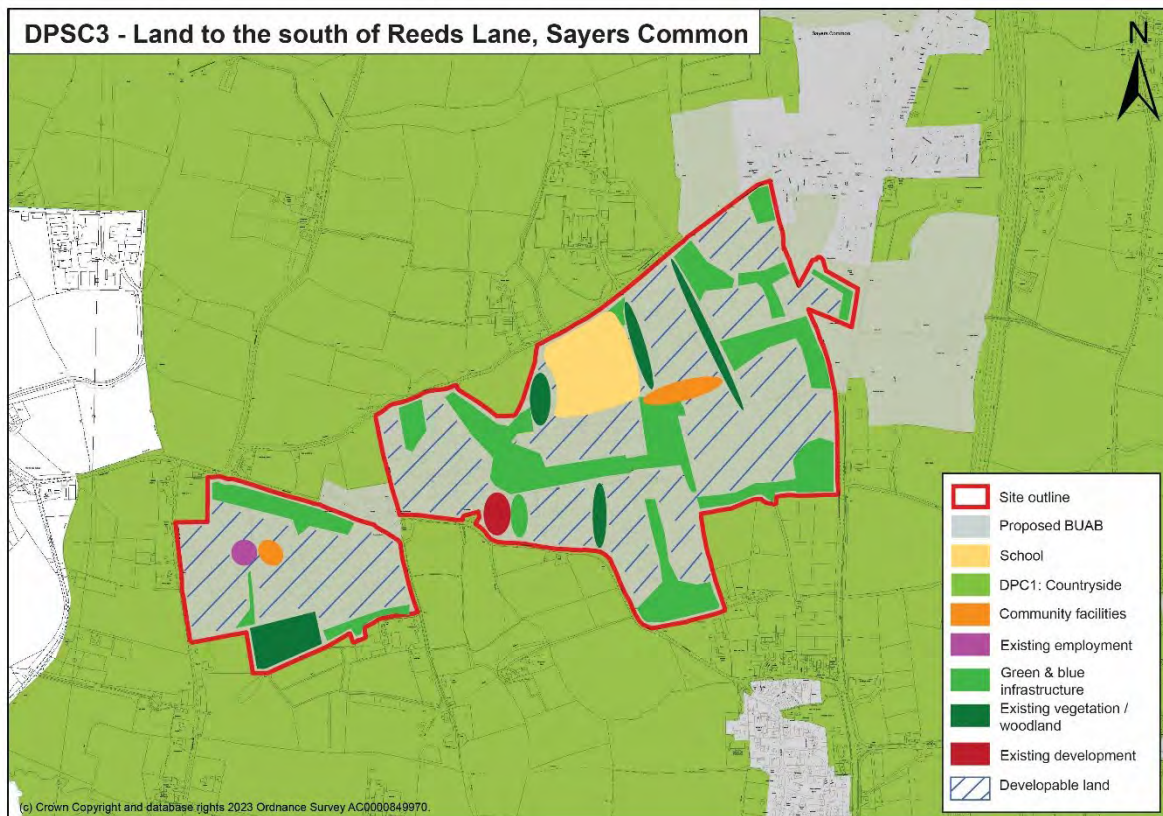 DPSC3 - Land to the south of Reeds Lane, Sayers Common
Sayers Common
N
Site outline
Proposed BUAB
School
DPC1: Countryside
Community facilities
Existing employment
Green & blue
infrastructure
Existing vegetation /
woodland
Existing development
Developable land
(c) Crown Copyright and database rights 2023 Ordnance Survey AC0000849970.